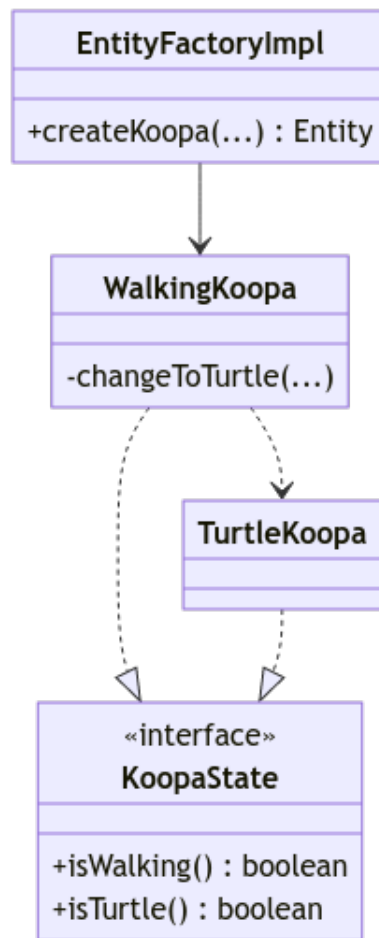 EntityFactoryImpl
+createKoopa(...) : Entity
WalkingKoopa
-changeToTurtle(...)
TurtleKoopa
«interface»
KoopaState
+isWalking() : boolean
+isTurtle() : boolean